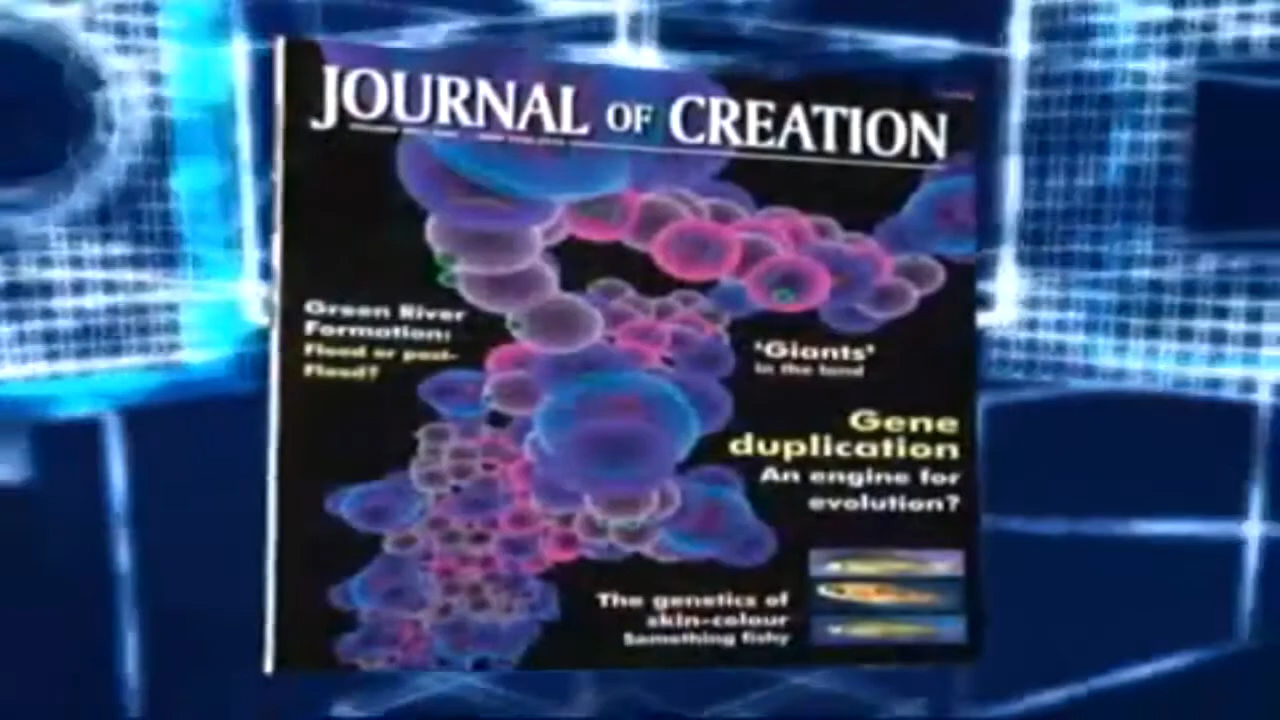 JOURNAL OF CREATION
Green River
Formation:
Flood or post-
Flood?
'Giants'
in the land
Gene
duplication
An engine for
evolution?
The genetics of
skin-colour
Something fishy